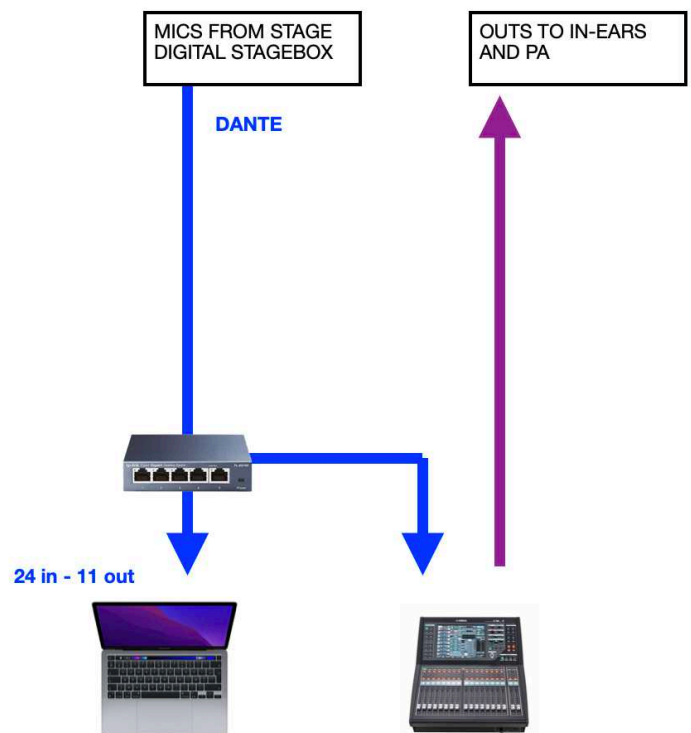 MICS FROM STAGE
DIGITAL STAGEBOX
OUTS TO IN-EARS
AND PA
DANTE
24 in - 11 out